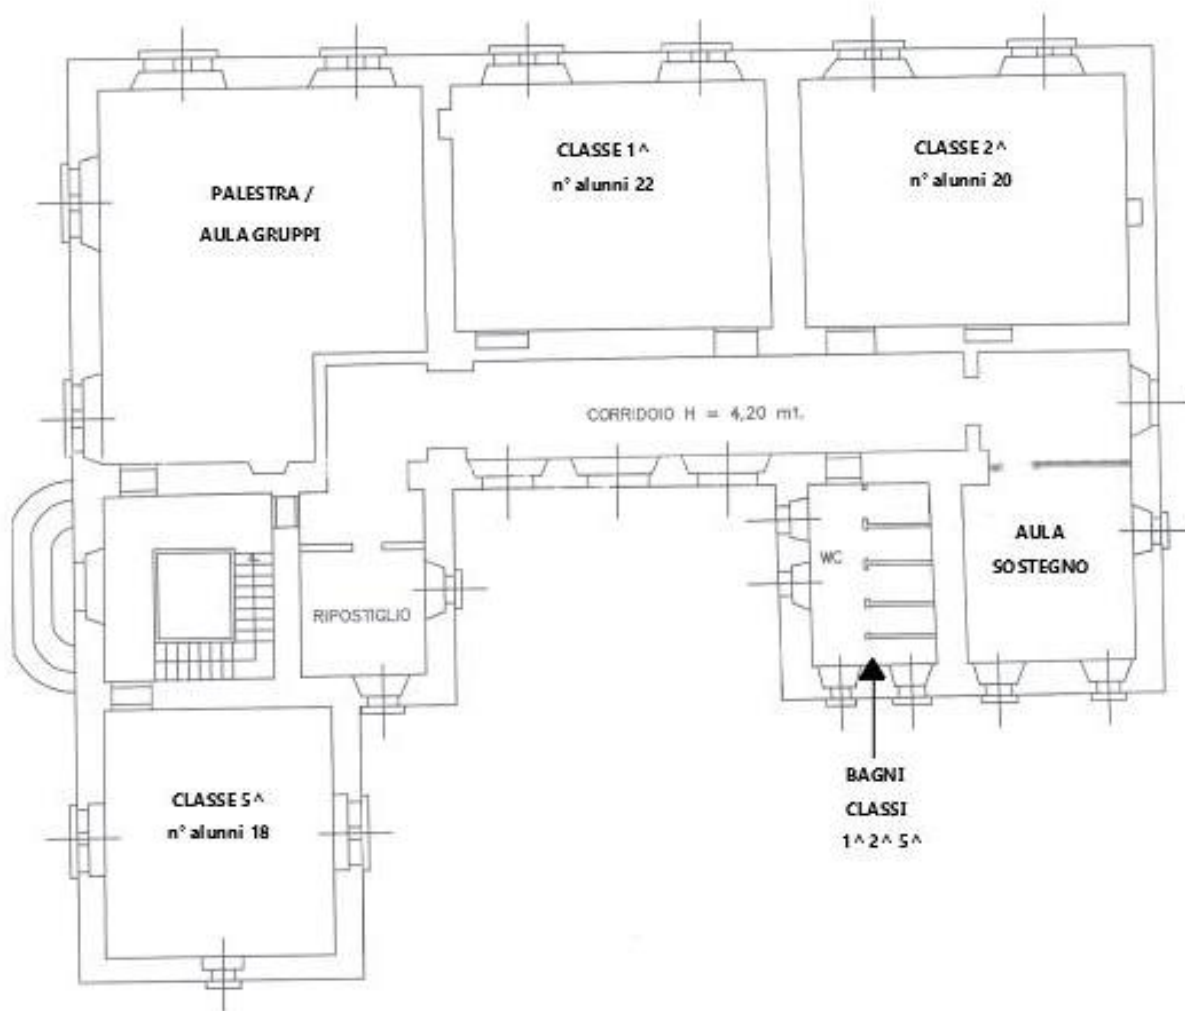 PALESTRA /
AULA GRUPPI
CLASSE 1^
n° alunni 22
CLASSE 2^
n° alunni 20
CORRIDOIO H = 4,20 mt.
WC
AULA
SOSTEGNO
RIPOSTIGLIO
CLASSE 5^
n° alunni 18
BAGNI
CLASSI
1^ 2^ 5^